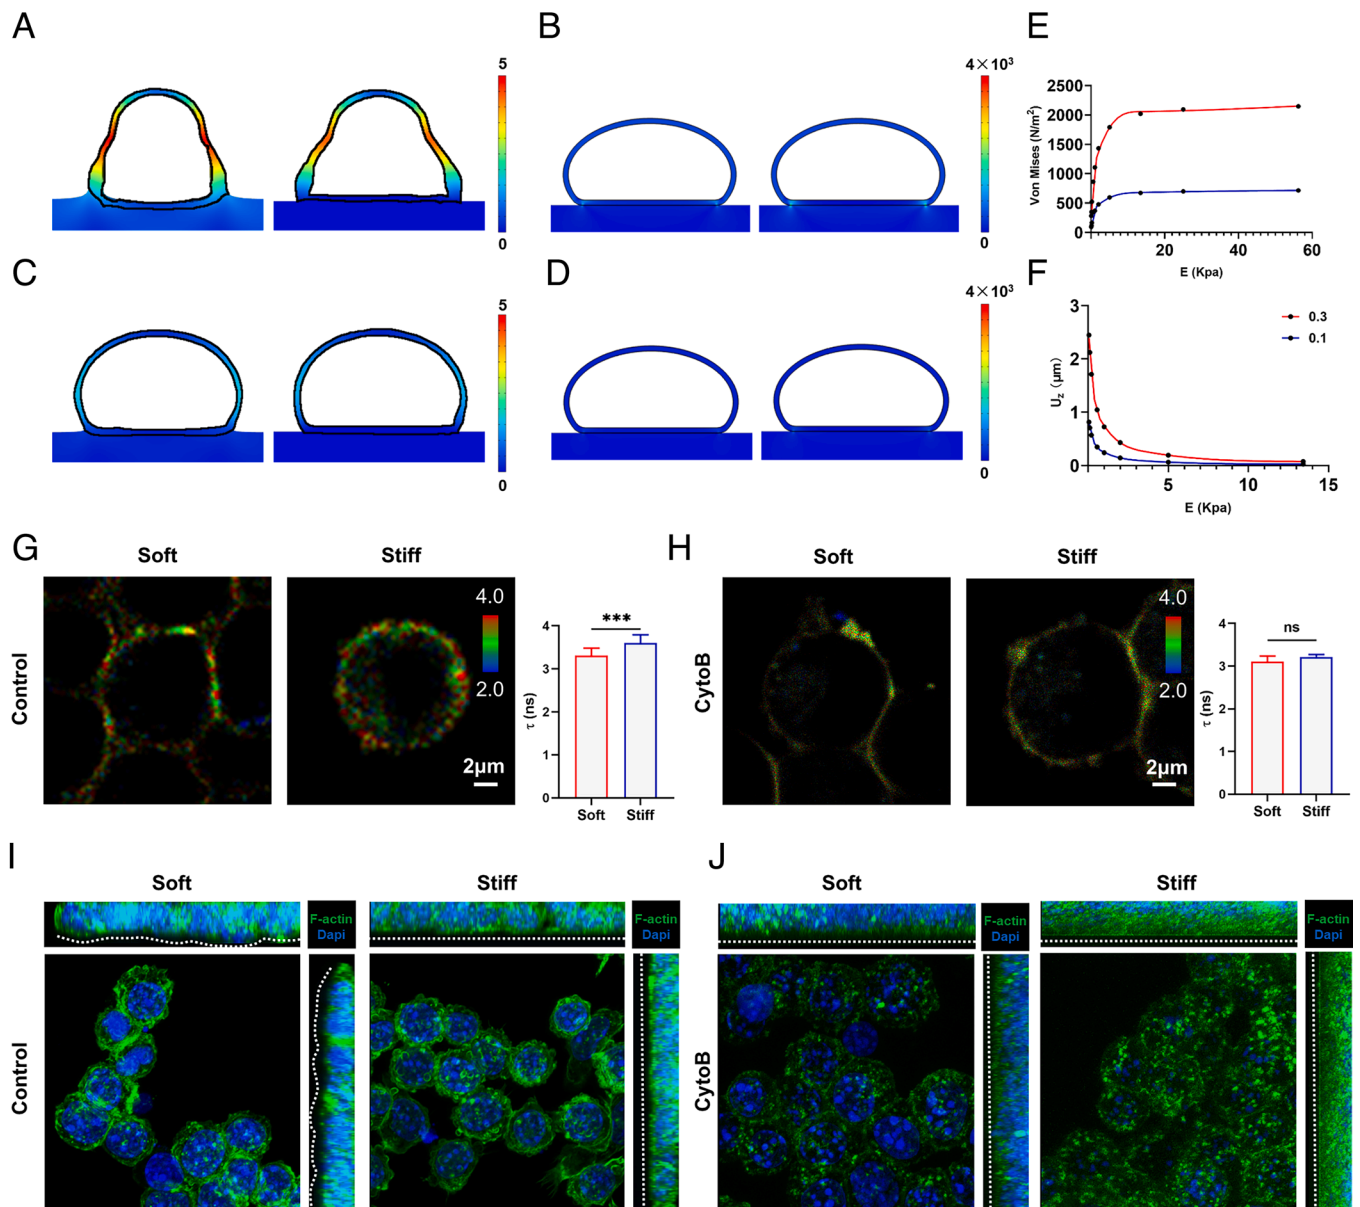 A
B
E
5
0
5
0
4×10³
0
4×10³
0
2500
2000
1500
1000
500
0
Von Mises (N/m²)
20
40
60
E (Kpa)
C
D
F
5
0
4×10³
0
3
2
1
0
U_z (μm)
5
10
15
E (Kpa)
0.3
0.1
G
Soft
Stiff
H
Soft
Stiff
Control
4.0
2.0
2μm
***
4
3
2
1
0
τ (ns)
Soft
Stiff
CytoB
4.0
2.0
2μm
ns
4
3
2
1
0
τ (ns)
Soft
Stiff
I
Soft
Stiff
J
Soft
Stiff
F-actin
Dapi
F-actin
Dapi
F-actin
Dapi
F-actin
Dapi
Control
CytoB